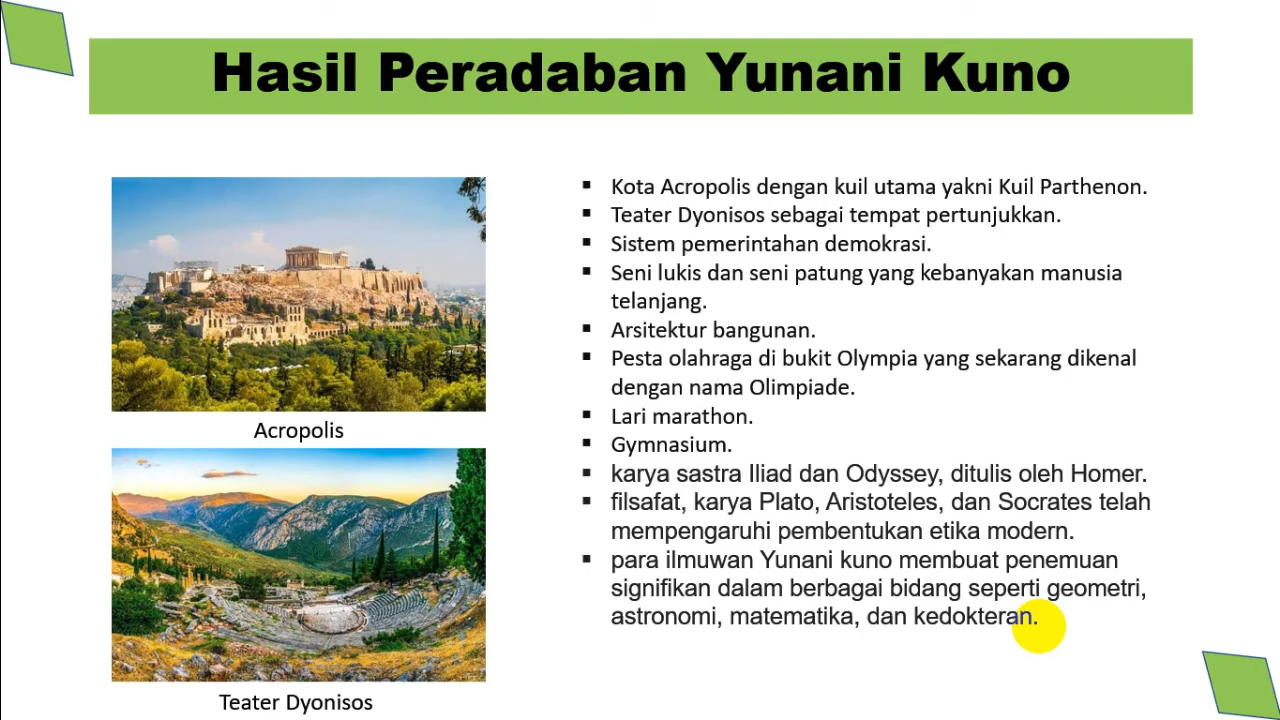 Hasil Peradaban Yunani Kuno
Acropolis
Teater Dyonisos
▪ Kota Acropolis dengan kuil utama yakni Kuil Parthenon.
▪ Teater Dyonisos sebagai tempat pertunjukkan.
▪ Sistem pemerintahan demokrasi.
▪ Seni lukis dan seni patung yang kebanyakan manusia
telanjang.
▪ Arsitektur bangunan.
▪ Pesta olahraga di bukit Olympia yang sekarang dikenal
dengan nama Olimpiade.
▪ Lari marathon.
▪ Gymnasium.
▪ karya sastra Iliad dan Odyssey, ditulis oleh Homer.
▪ filsafat, karya Plato, Aristoteles, dan Socrates telah
mempengaruhi pembentukan etika modern.
▪ para ilmuwan Yunani kuno membuat penemuan
signifikan dalam berbagai bidang seperti geometri,
astronomi, matematika, dan kedokteran.